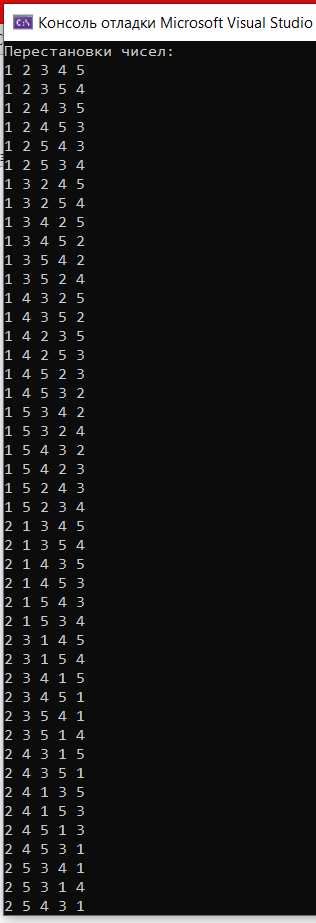 Консоль отладки Microsoft Visual Studio
Перестановки чисел:
1 2 3 4 5
1 2 3 5 4
1 2 4 3 5
1 2 4 5 3
1 2 5 4 3
1 2 5 3 4
1 3 2 4 5
1 3 2 5 4
1 3 4 2 5
1 3 4 5 2
1 3 5 4 2
1 3 5 2 4
1 4 3 2 5
1 4 3 5 2
1 4 2 3 5
1 4 2 5 3
1 4 5 2 3
1 4 5 3 2
1 5 3 4 2
1 5 3 2 4
1 5 4 3 2
1 5 4 2 3
1 5 2 4 3
1 5 2 3 4
2 1 3 4 5
2 1 3 5 4
2 1 4 3 5
2 1 4 5 3
2 1 5 4 3
2 1 5 3 4
2 3 1 4 5
2 3 1 5 4
2 3 4 1 5
2 3 4 5 1
2 3 5 4 1
2 3 5 1 4
2 4 3 1 5
2 4 3 5 1
2 4 1 3 5
2 4 1 5 3
2 4 5 1 3
2 4 5 3 1
2 5 3 4 1
2 5 3 1 4
2 5 4 3 1